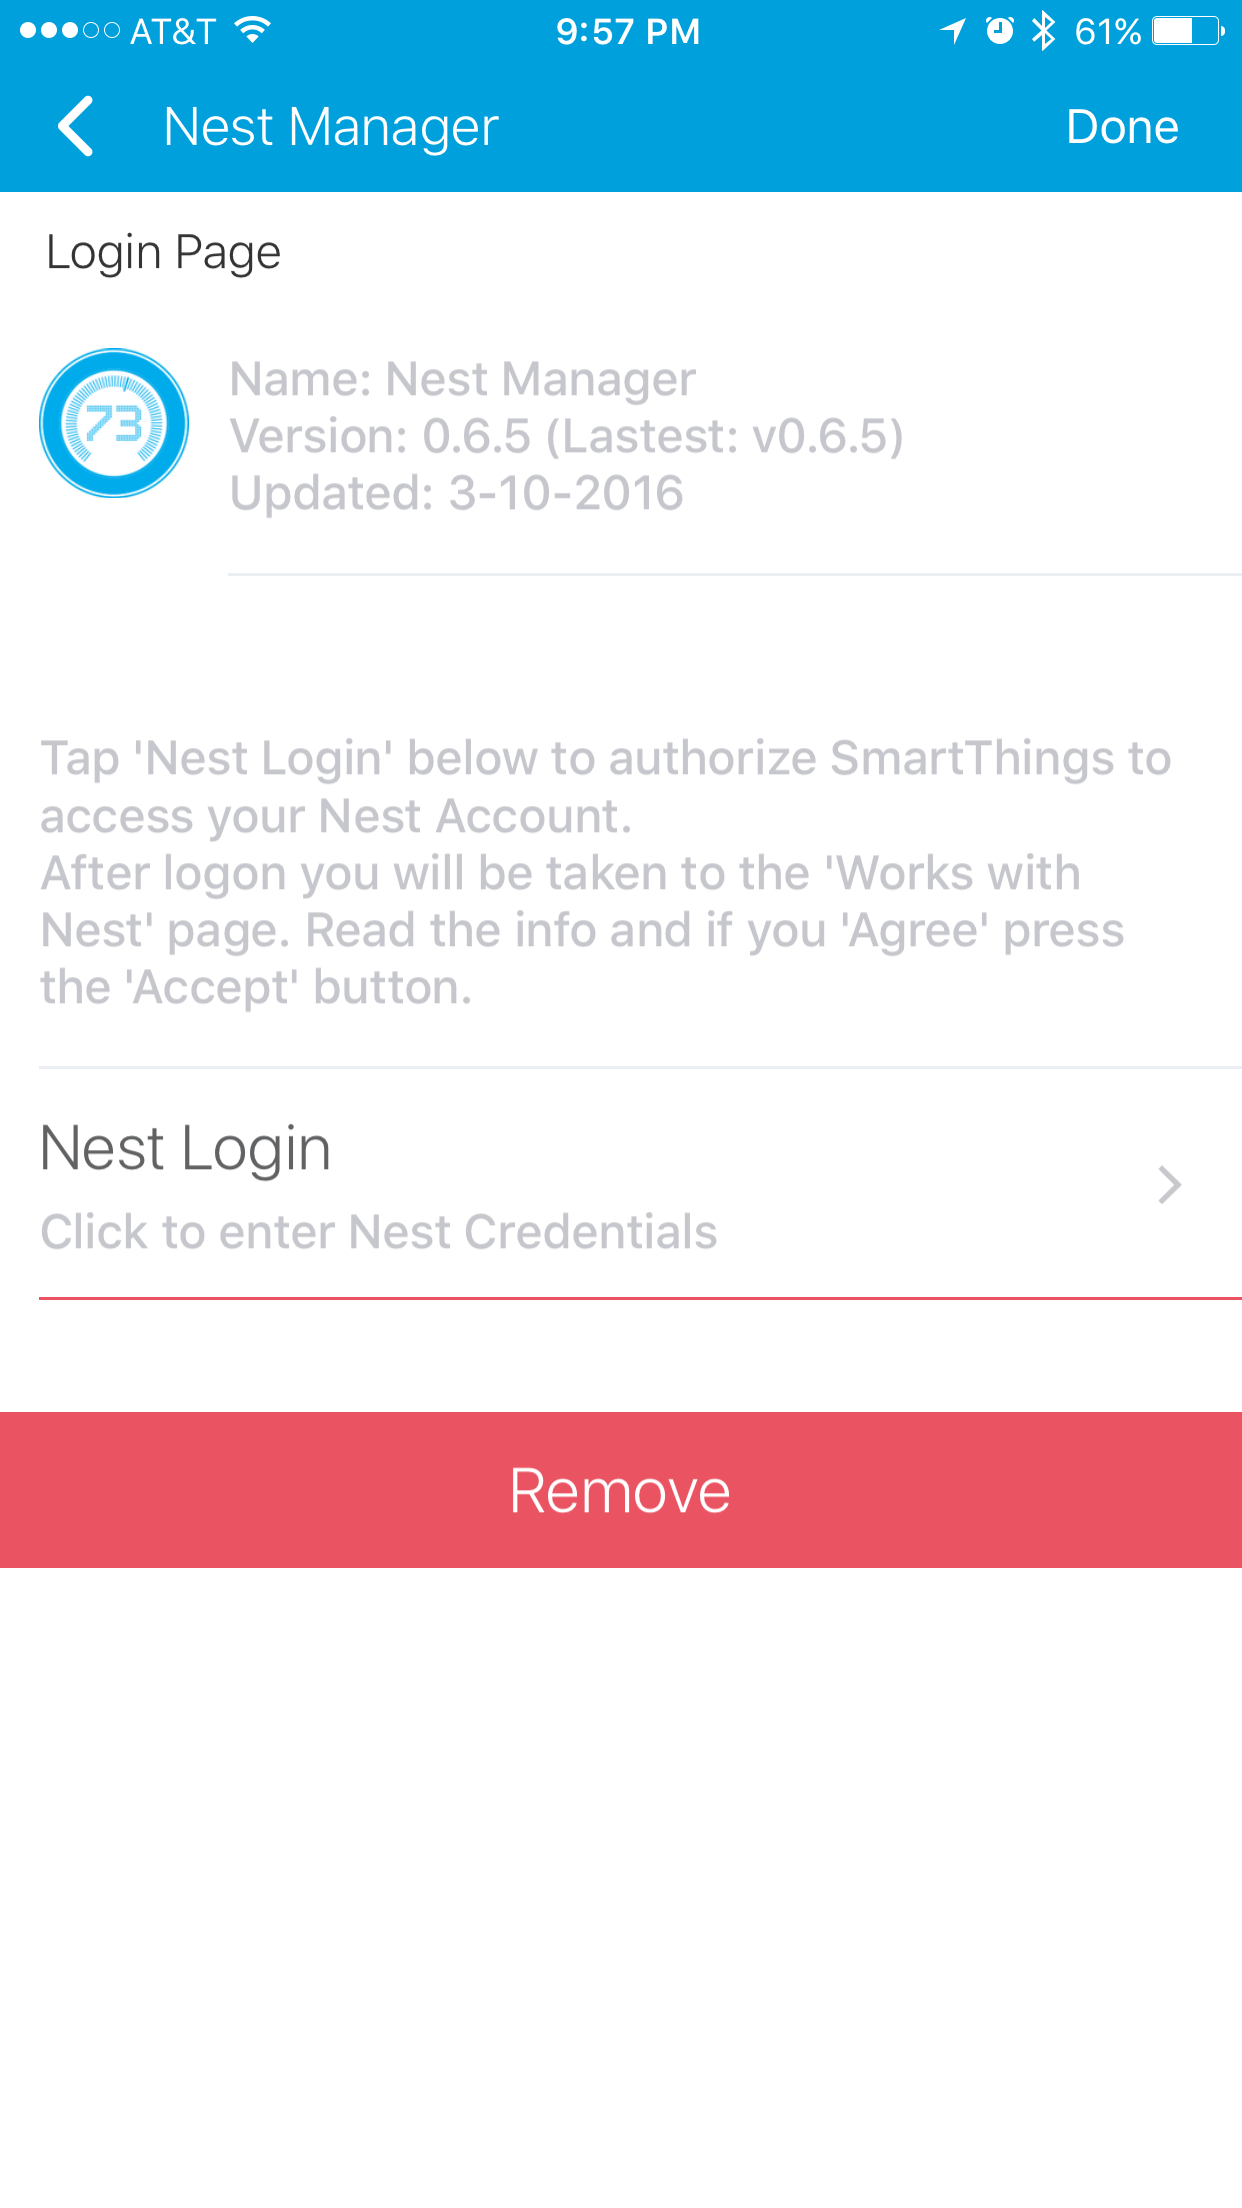 AT&T 9:57 PM 61%
Nest Manager Done
Login Page
73
Name: Nest Manager
Version: 0.6.5 (Lastest: v0.6.5)
Updated: 3-10-2016
Tap 'Nest Login' below to authorize SmartThings to
access your Nest Account.
After logon you will be taken to the 'Works with
Nest' page. Read the info and if you 'Agree' press
the 'Accept' button.
Nest Login
Click to enter Nest Credentials
Remove